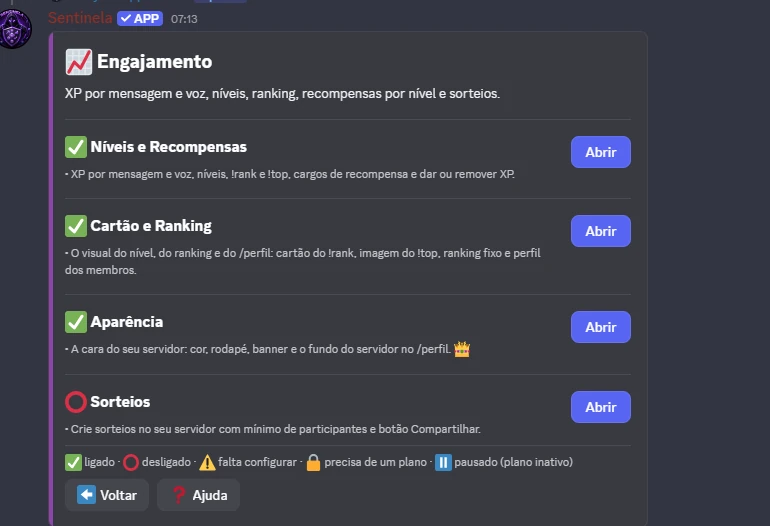 Sentinela ✓ APP 07:13
Engajamento
XP por mensagem e voz, níveis, ranking, recompensas por nível e sorteios.
Níveis e Recompensas
Abrir
• XP por mensagem e voz, níveis, !rank e !top, cargos de recompensa e dar ou remover XP.
Cartão e Ranking
Abrir
• O visual do nível, do ranking e do /perfil: cartão do !rank, imagem do !top, ranking fixo e perfil
dos membros.
Aparência
Abrir
• A cara do seu servidor: cor, rodapé, banner e o fundo do servidor no /perfil.
Sorteios
Abrir
• Crie sorteios no seu servidor com mínimo de participantes e botão Compartilhar.
ligado · desligado · falta configurar · precisa de um plano · pausado (plano inativo)
Voltar
Ajuda